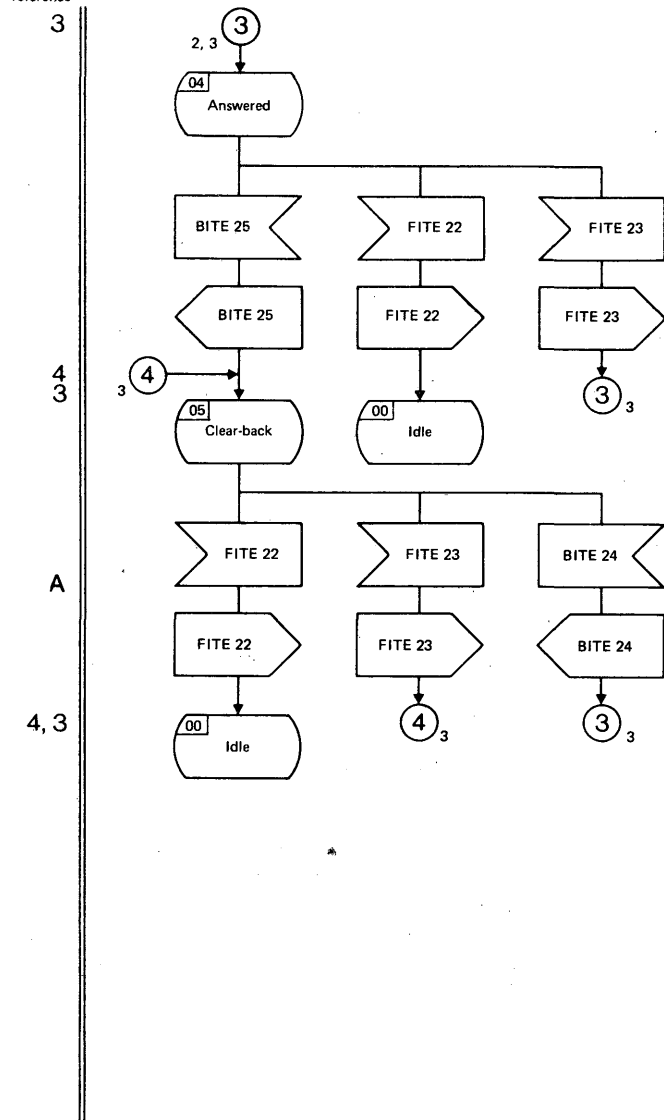 3
3
2, 3
04
Answered
BITE 25
FITE 22
FITE 23
BITE 25
FITE 22
FITE 23
4
3
4
3
3
3
05
Clear-back
00
Idle
FITE 22
FITE 23
BITE 24
A
FITE 22
FITE 23
BITE 24
4, 3
4
3
3
3
00
Idle